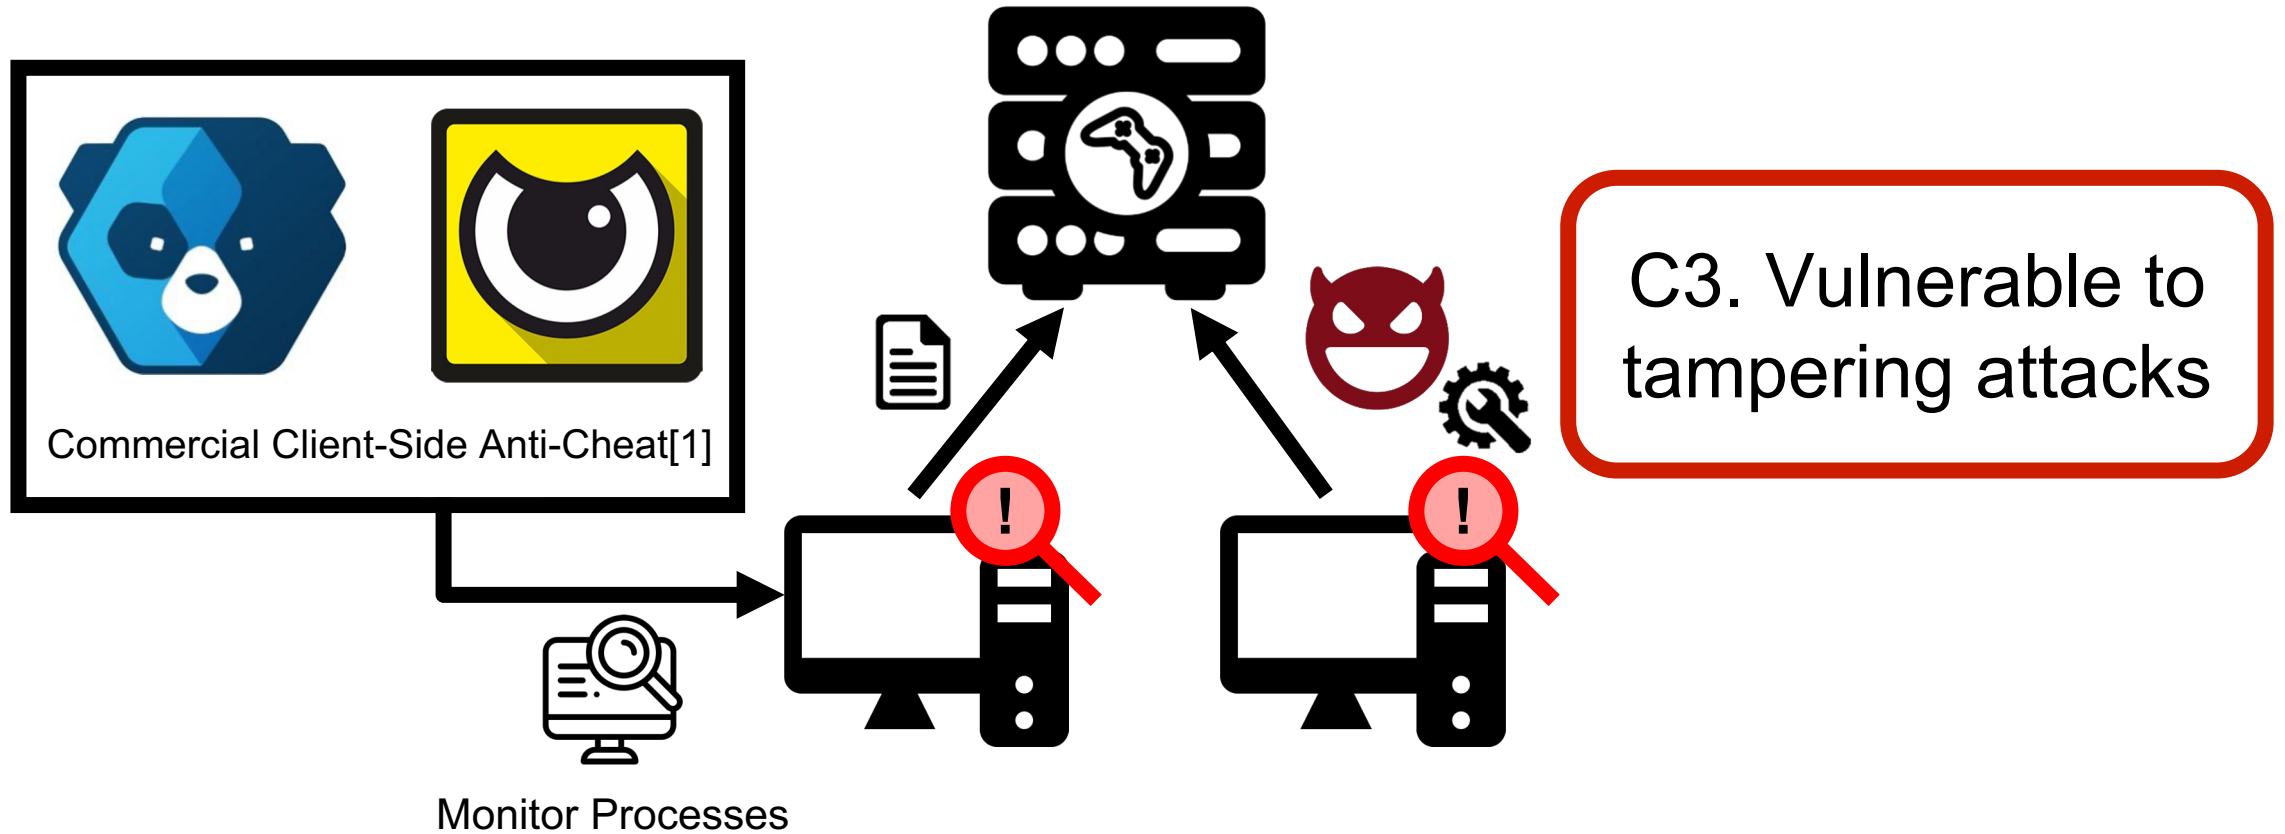 Commercial Client-Side Anti-Cheat[1]
Monitor Processes
!
!
C3. Vulnerable to
tampering attacks